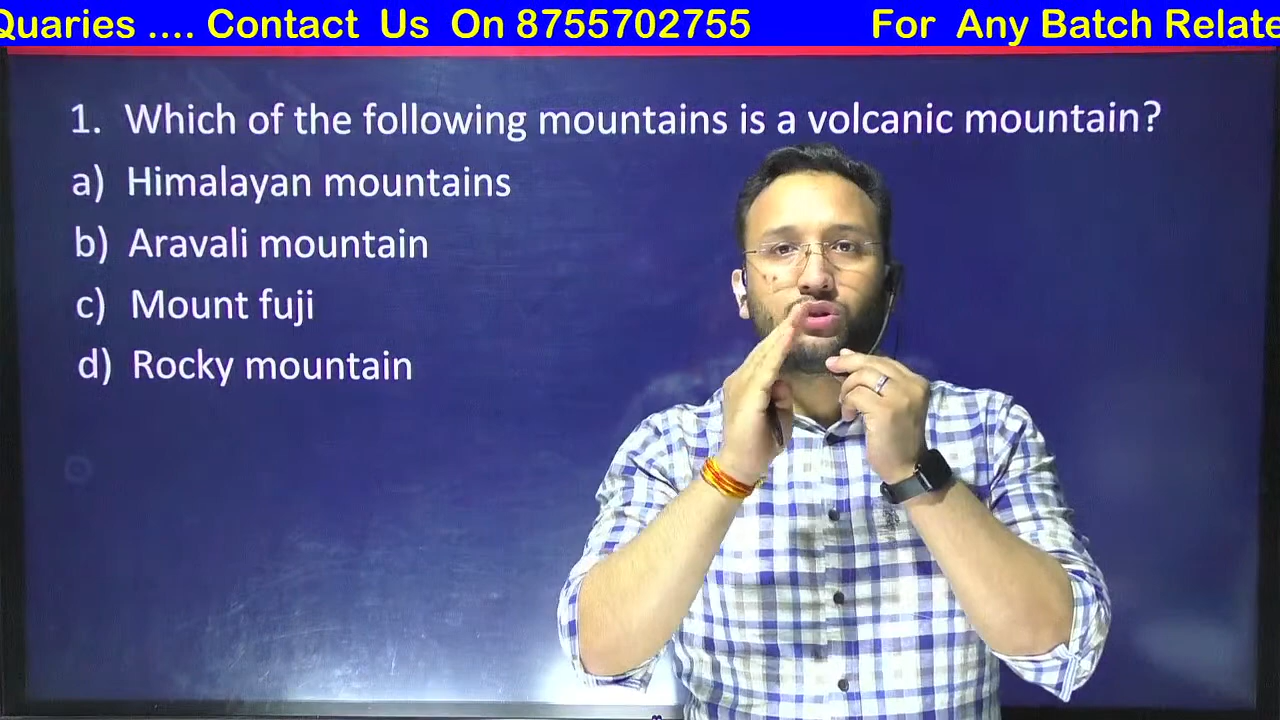 Quaries .... Contact Us On 8755702755 For Any Batch Relate
1. Which of the following mountains is a volcanic mountain?
a) Himalayan mountains
b) Aravali mountain
c) Mount fuji
d) Rocky mountain